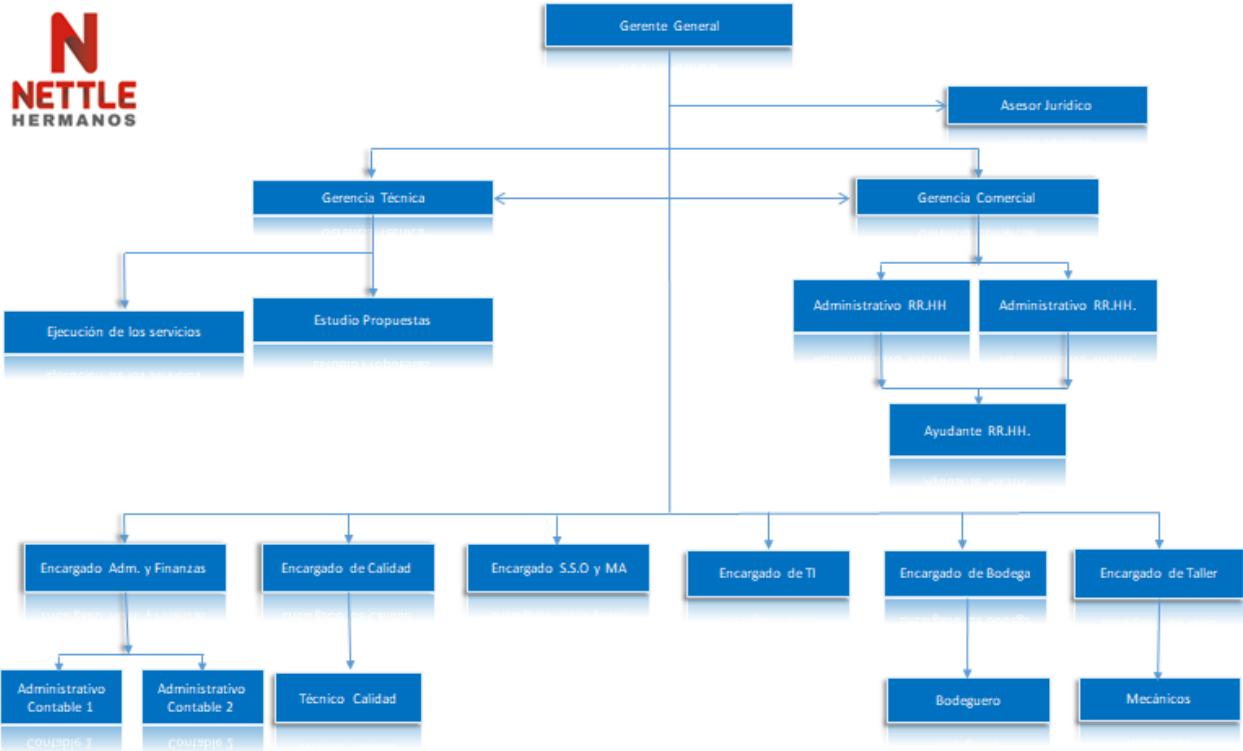 N
NETTLE
HERMANOS
Gerente General
Asesor Jurídico
Gerencia Técnica
Gerencia Comercial
Ejecución de los servicios
Estudio Propuestas
Administrativo RR.HH
Administrativo RR.HH.
Ayudante RR.HH.
Encargado Adm. y Finanzas
Encargado de Calidad
Encargado S.S.O y MA
Encargado de TI
Encargado de Bodega
Encargado de Taller
Administrativo
Contable 1
Administrativo
Contable 2
Técnico Calidad
Bodeguero
Mecánicos